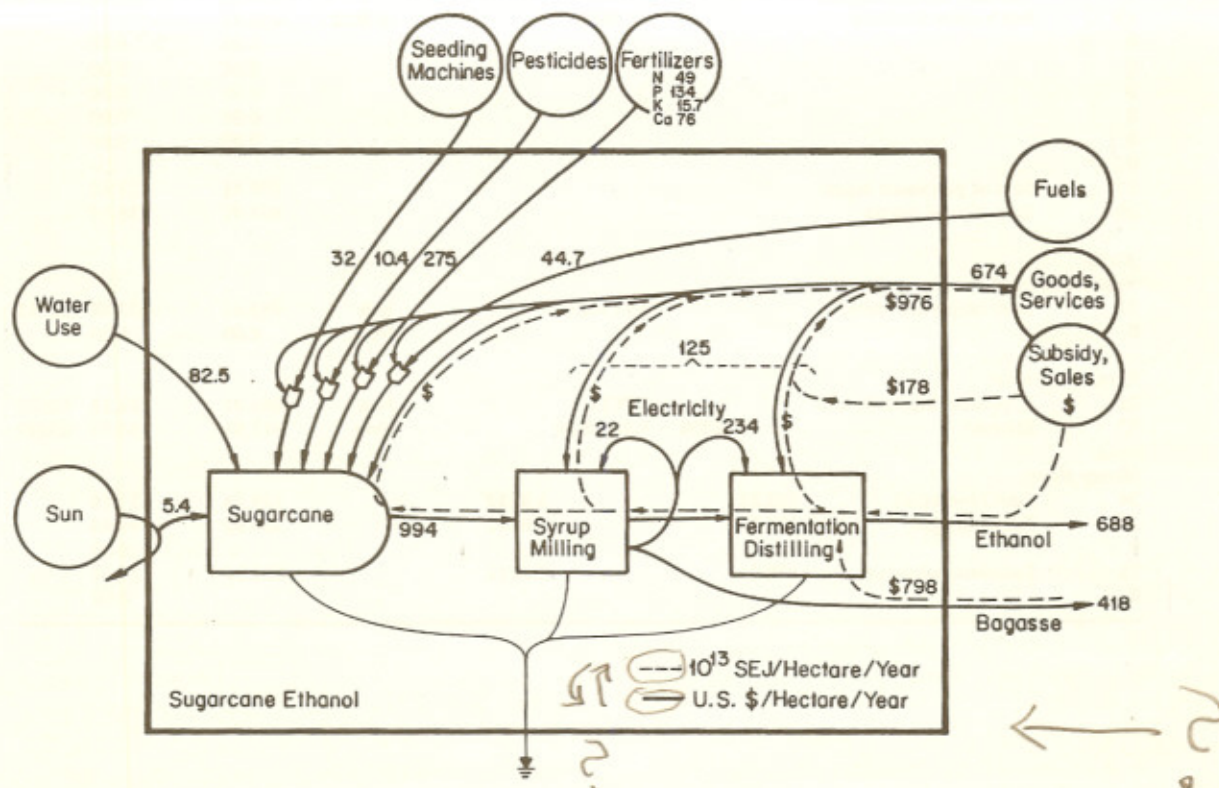 Seeding
Machines
Pesticides
Fertilizers
N 49
P 134
K 15.7
Ca 76
Fuels
32
10.4
275
44.7
674
Goods,
Services
$976
Water
Use
125
Subsidy,
Sales
$
$178
82.5
$
$
$
Electricity
22
234
Sun
5.4
Sugarcane
994
Syrup
Milling
Fermentation
Distilling
688
Ethanol
$798
418
Bagasse
10¹³ SEJ/Hectare/Year
U.S. $/Hectare/Year
Sugarcane Ethanol